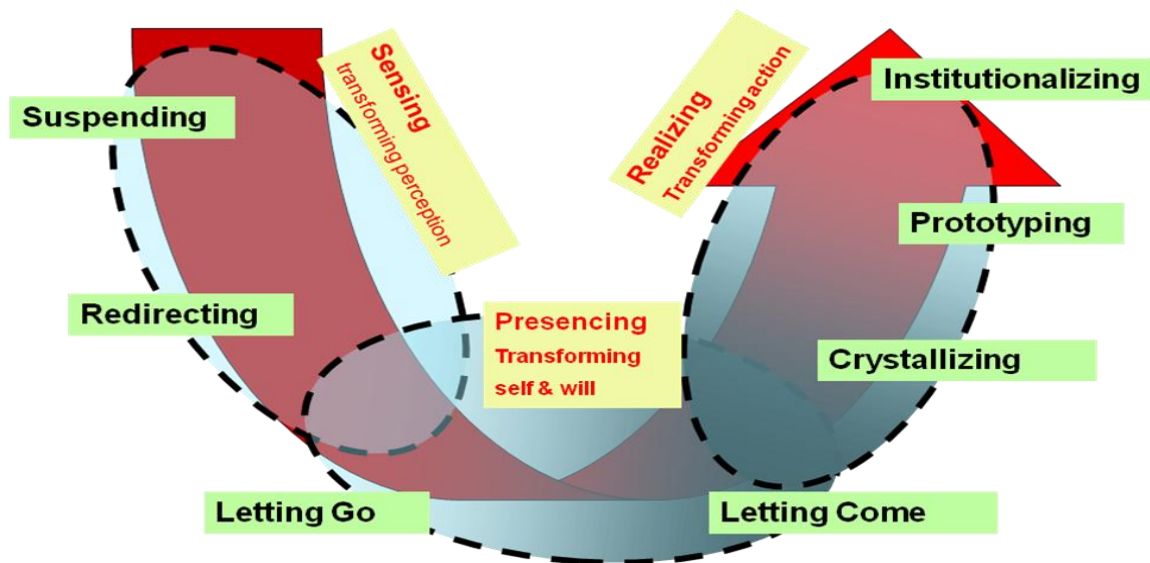 Suspending
Redirecting
Letting Go
Sensing
transforming perception
Presencing
Transforming
self & will
Realizing
Transforming action
Letting Come
Crystallizing
Prototyping
Institutionalizing